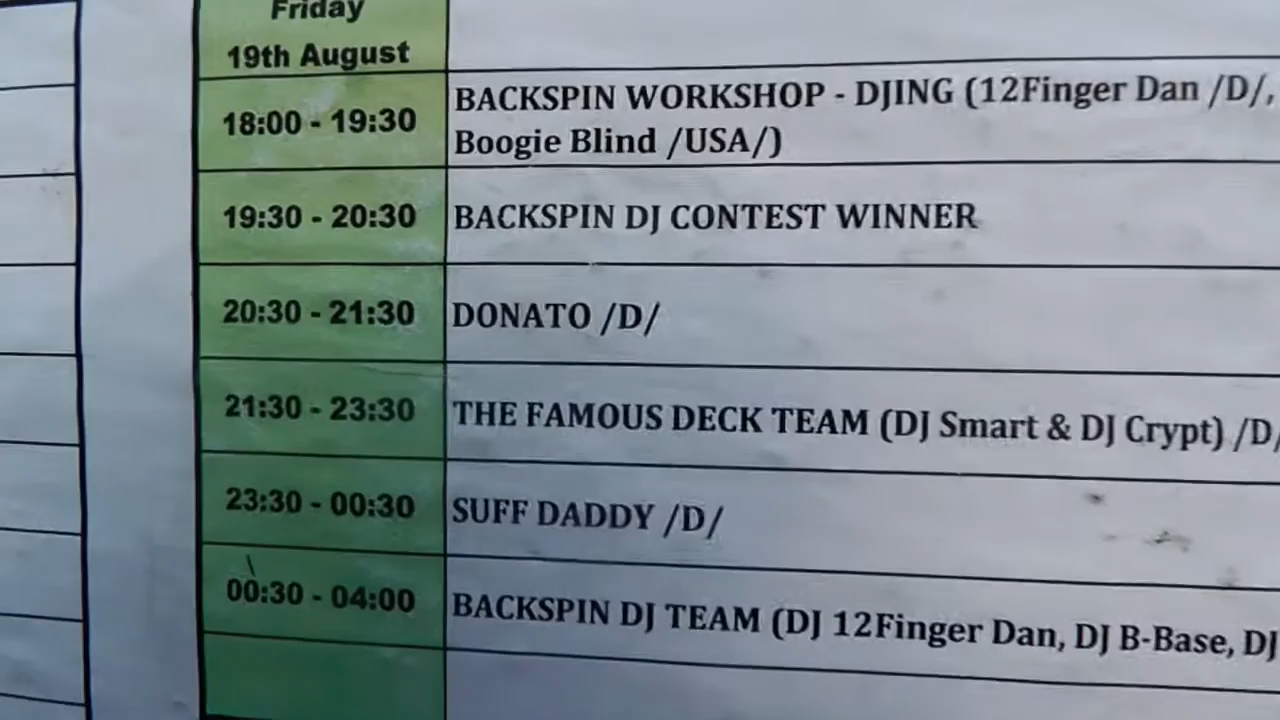 Friday
19th August
18:00 - 19:30
BACKSPIN WORKSHOP - DJING (12Finger Dan /D/,
Boogie Blind /USA/)
19:30 - 20:30
BACKSPIN DJ CONTEST WINNER
20:30 - 21:30
DONATO /D/
21:30 - 23:30
THE FAMOUS DECK TEAM (DJ Smart & DJ Crypt) /D/
23:30 - 00:30
SUFF DADDY /D/
00:30 - 04:00
BACKSPIN DJ TEAM (DJ 12Finger Dan, DJ B-Base, DJ